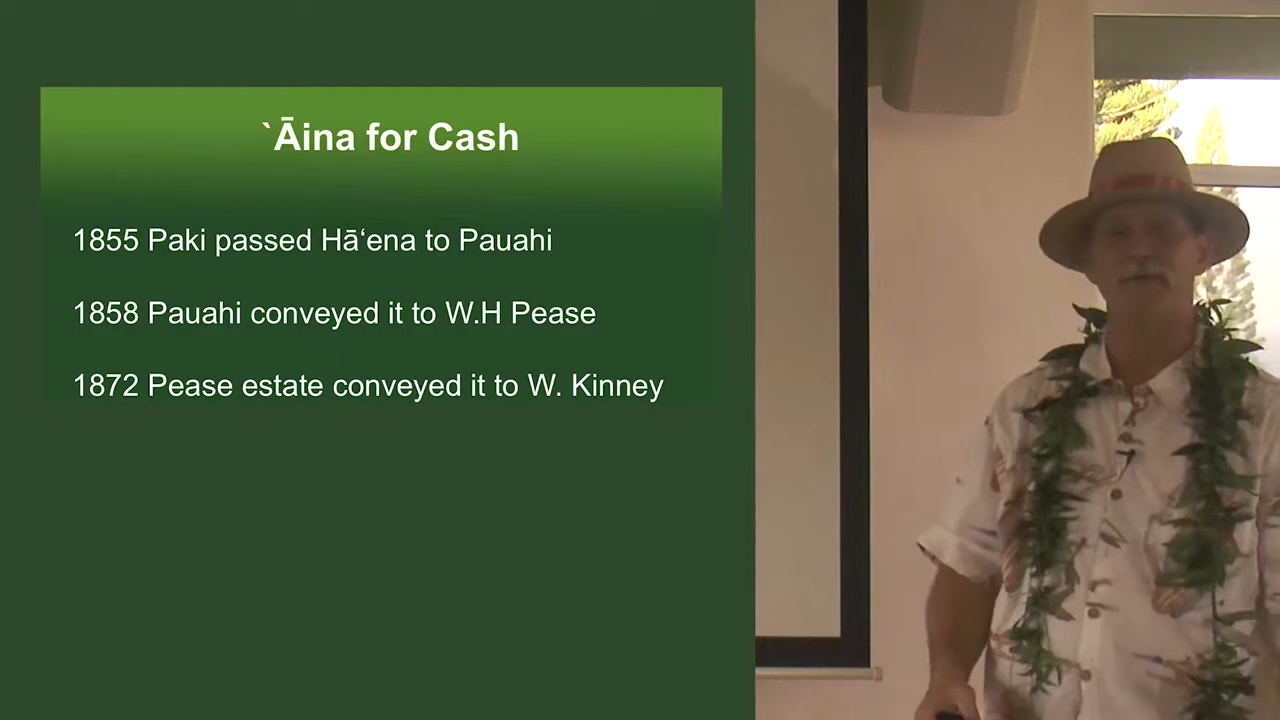 `Āina for Cash
1855 Paki passed Hā‘ena to Pauahi
1858 Pauahi conveyed it to W.H Pease
1872 Pease estate conveyed it to W. Kinney